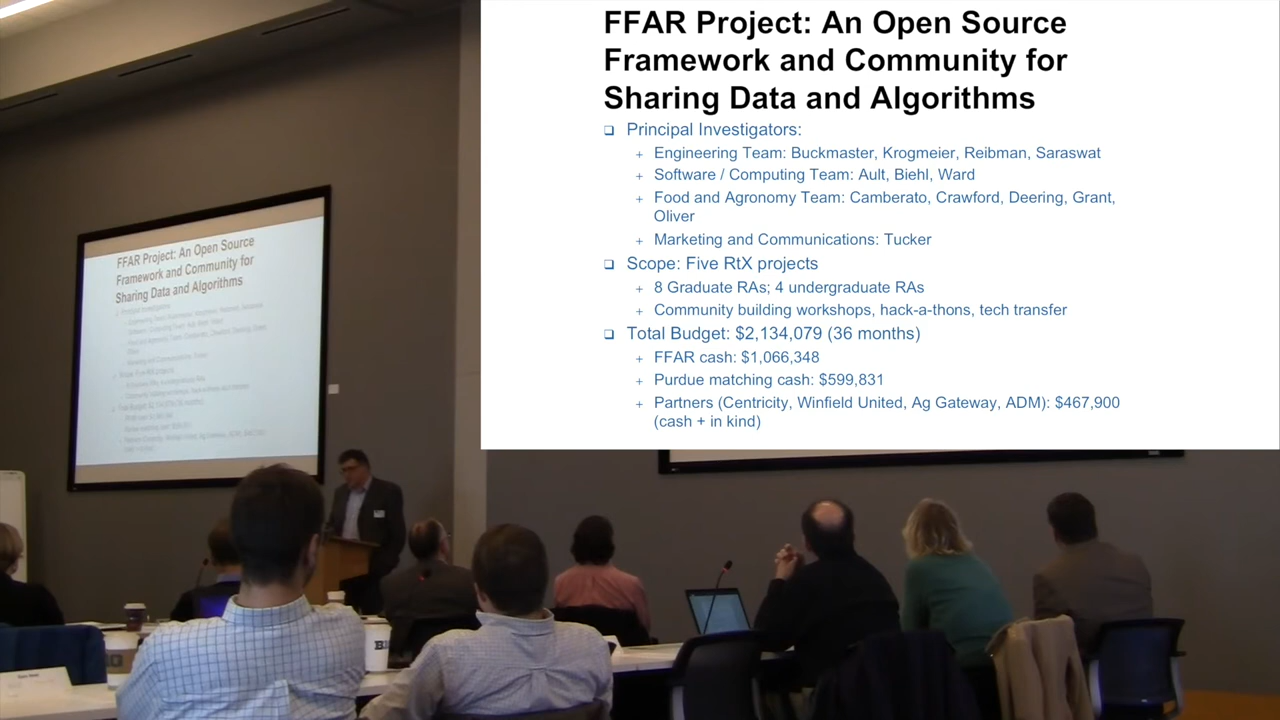 FFAR Project: An Open Source
Framework and Community for
Sharing Data and Algorithms
❑ Principal Investigators:
+ Engineering Team: Buckmaster, Krogmeier, Reibman, Saraswat
+ Software / Computing Team: Ault, Biehl, Ward
+ Food and Agronomy Team: Camberato, Crawford, Deering, Grant,
Oliver
+ Marketing and Communications: Tucker
❑ Scope: Five RtX projects
+ 8 Graduate RAs; 4 undergraduate RAs
+ Community building workshops, hack-a-thons, tech transfer
❑ Total Budget: $2,134,079 (36 months)
+ FFAR cash: $1,066,348
+ Purdue matching cash: $599,831
+ Partners (Centricity, Winfield United, Ag Gateway, ADM): $467,900
(cash + in kind)
FFAR Project: An Open Source
Framework and Community for
Sharing Data and Algorithms